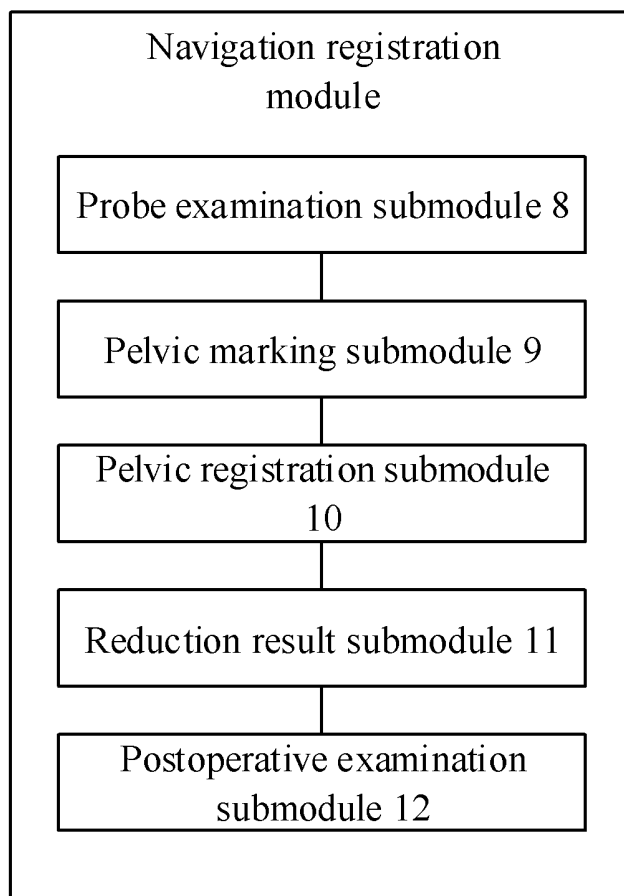 Navigation registration
module
Probe examination submodule 8
Pelvic marking submodule 9
Pelvic registration submodule
10
Reduction result submodule 11
Postoperative examination
submodule 12